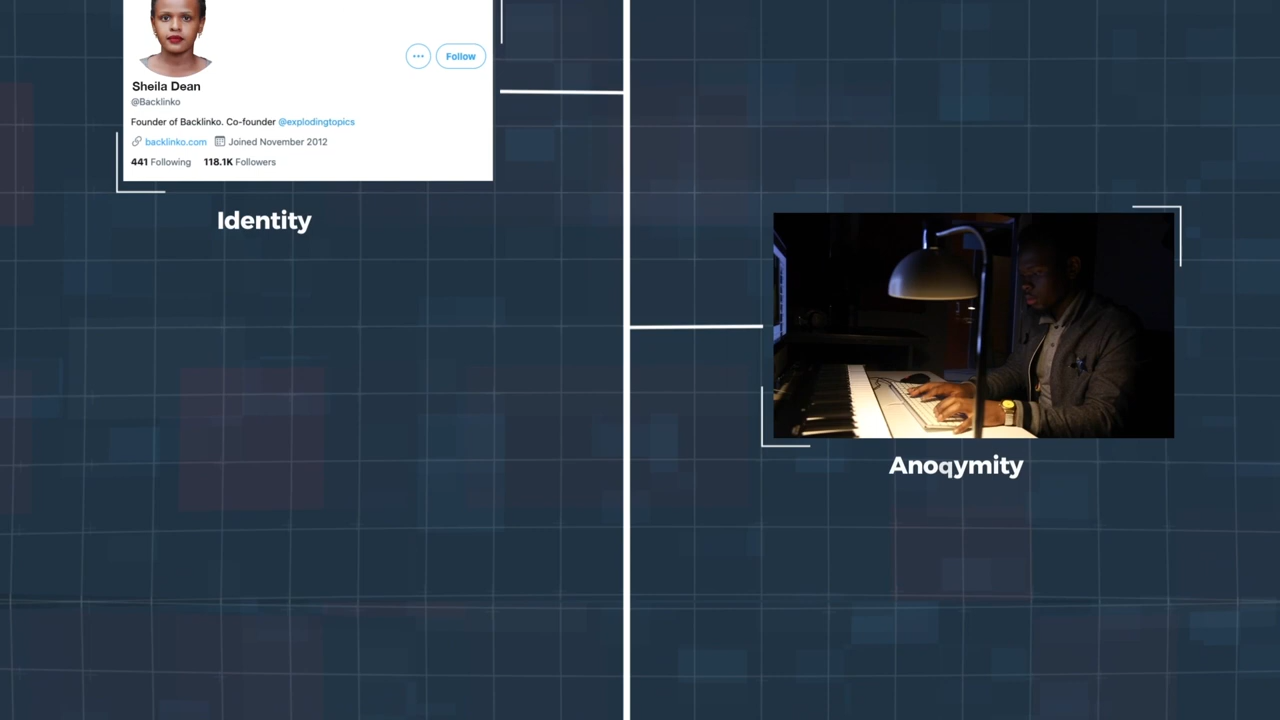 Follow
Sheila Dean
@Backlinko
Founder of Backlinko. Co-founder @explodingtopics
backlinko.com Joined November 2012
441 Following 118.1K Followers
Identity
Anoqymity